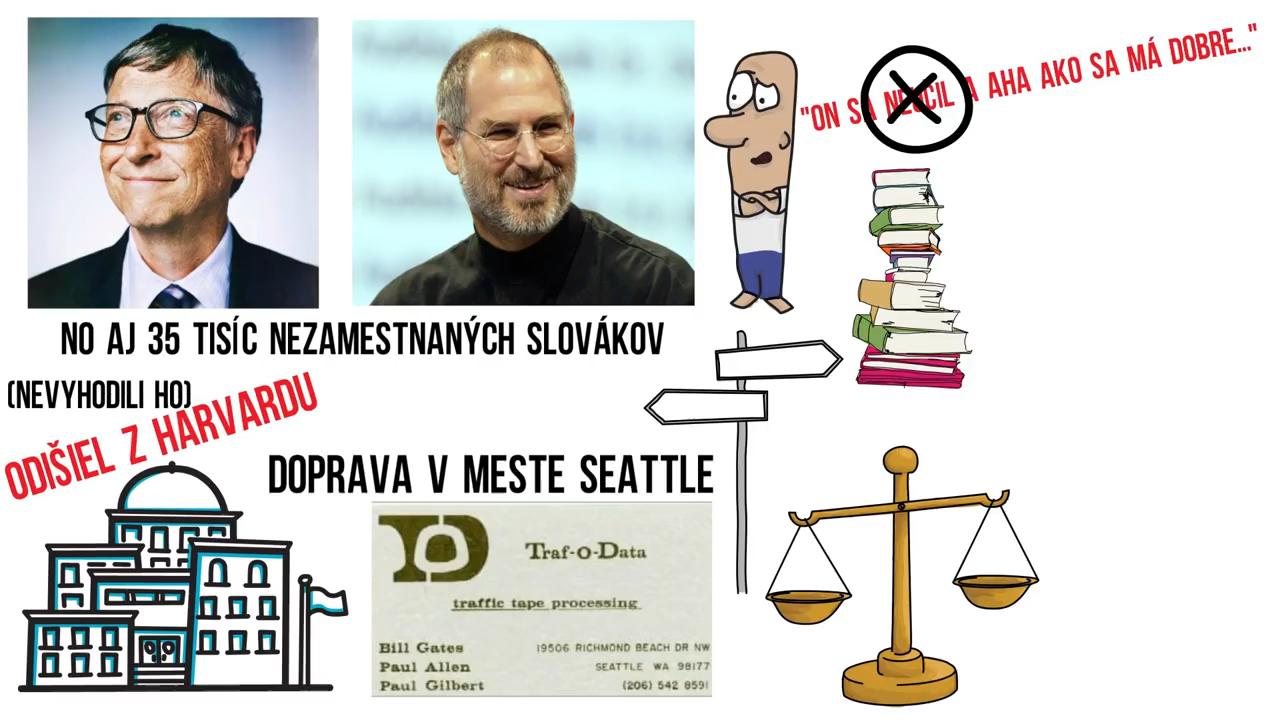 "ON SA NEUČIL A AHA AKO SA MÁ DOBRE..."
NO AJ 35 TISÍC NEZAMESTNANÝCH SLOVÁKOV
(NEVYHODILI HO)
ODIŠIEL Z HARVARDU
DOPRAVA V MESTE SEATTLE
Traf-o-Data
traffic tape processing
Bill Gates 19506 RICHMOND BEACH DR NW
Paul Allen SEATTLE WA 98177
Paul Gilbert (206) 542 8591